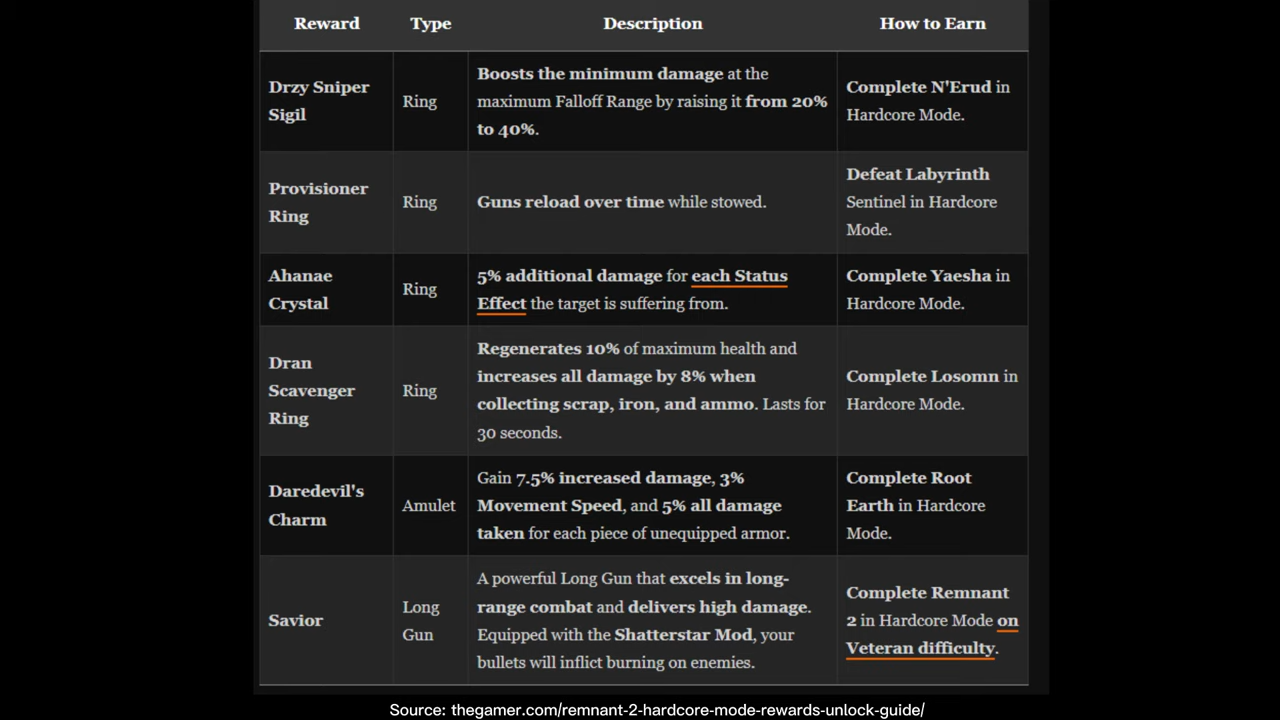 Reward Type Description How to Earn
Drzy Sniper
Sigil
Ring
Boosts the minimum damage at the
maximum Falloff Range by raising it from 20%
to 40%.
Complete N'Erud in
Hardcore Mode.
Provisioner
Ring
Ring
Guns reload over time while stowed.
Defeat Labyrinth
Sentinel in Hardcore
Mode.
Ahanae
Crystal
Ring
5% additional damage for each Status
Effect the target is suffering from.
Complete Yaesha in
Hardcore Mode.
Dran
Scavenger
Ring
Ring
Regenerates 10% of maximum health and
increases all damage by 8% when
collecting scrap, iron, and ammo. Lasts for
30 seconds.
Complete Losomn in
Hardcore Mode.
Daredevil's
Charm
Amulet
Gain 7.5% increased damage, 3%
Movement Speed, and 5% all damage
taken for each piece of unequipped armor.
Complete Root
Earth in Hardcore
Mode.
Savior
Long
Gun
A powerful Long Gun that excels in long-
range combat and delivers high damage.
Equipped with the Shatterstar Mod, your
bullets will inflict burning on enemies.
Complete Remnant
2 in Hardcore Mode on
Veteran difficulty.
Source: thegamer.com/remnant-2-hardcore-mode-rewards-unlock-guide/